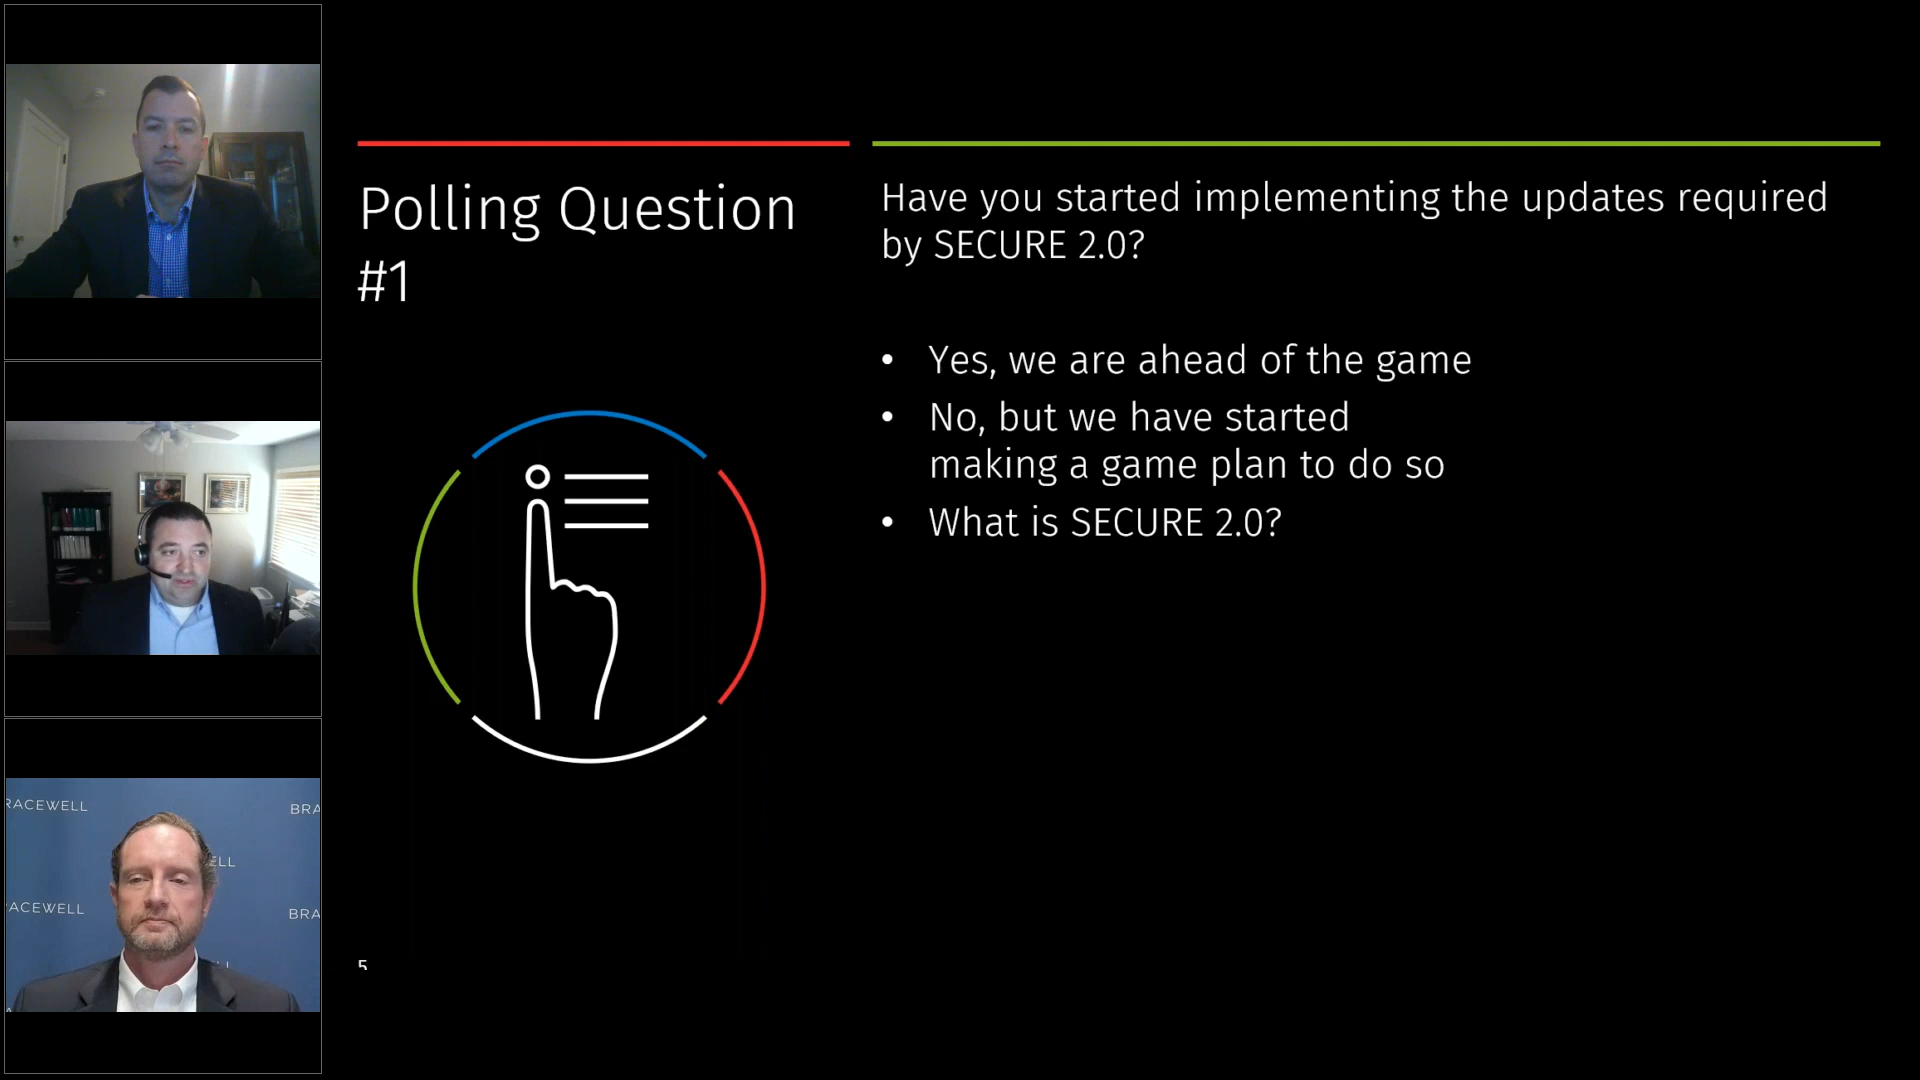 Polling Question
#1
Have you started implementing the updates required
by SECURE 2.0?
• Yes, we are ahead of the game
• No, but we have started
making a game plan to do so
• What is SECURE 2.0?
5
RACEWELL
BRA
ELL
ACEWELL
BRA